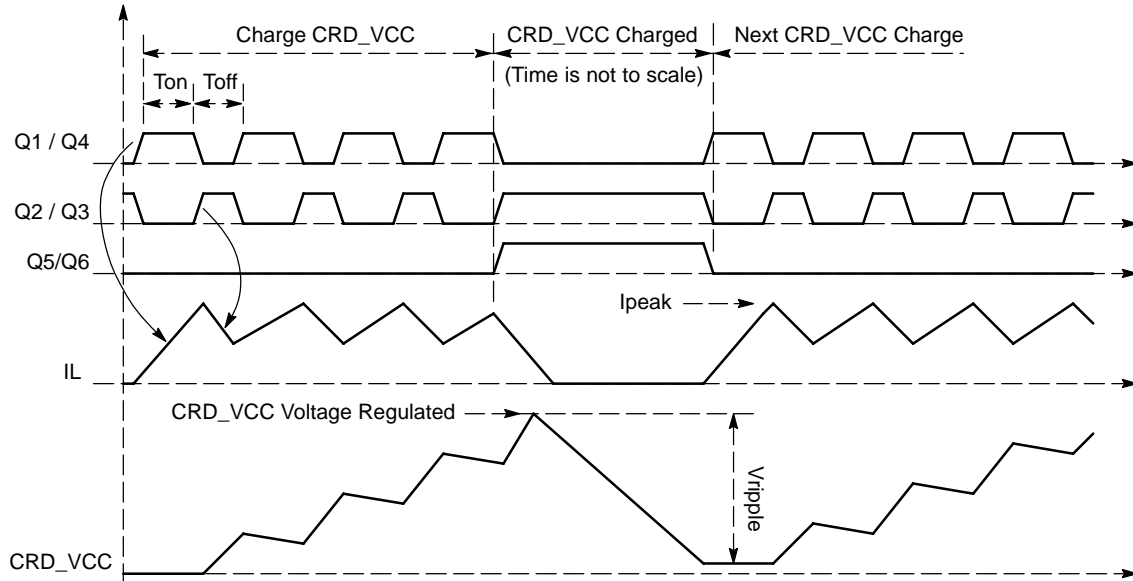 Charge CRD_VCC
CRD_VCC Charged
Next CRD_VCC Charge
(Time is not to scale)
Ton
Toff
Q1 / Q4
Q2 / Q3
Q5/Q6
Ipeak
IL
CRD_VCC Voltage Regulated
Vripple
CRD_VCC